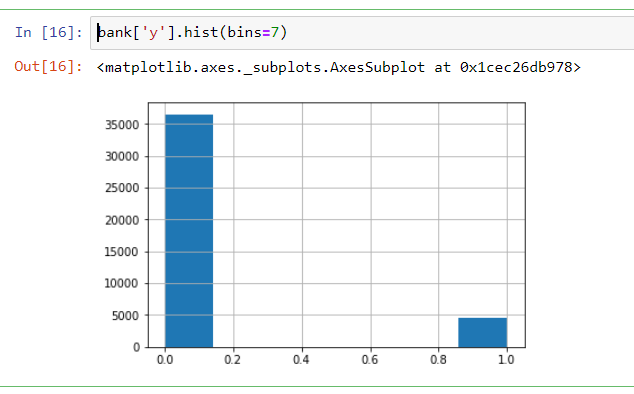 In [16]: bank['y'].hist(bins=7)
Out[16]: <matplotlib.axes._subplots.AxesSubplot at 0x1cec26db978>
35000
30000
25000
20000
15000
10000
5000
0
0.0 0.2 0.4 0.6 0.8 1.0